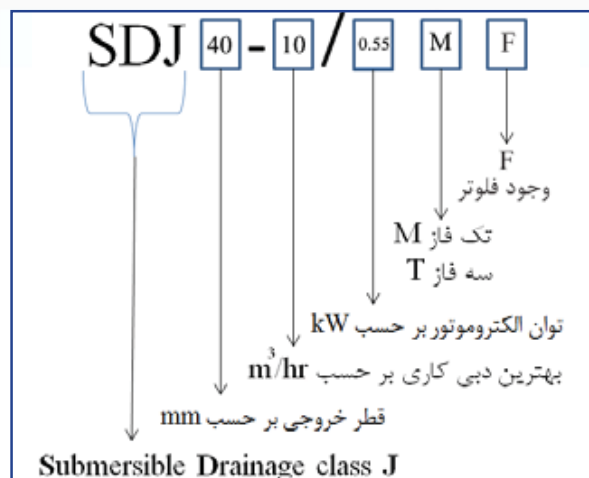 SDJ 40 - 10 / 0.55 M F
F
وجود فلوتر
تک فاز M
سه فاز T
توان الکتروموتور بر حسب kW
بهترین دبی کاری بر حسب m³/hr
قطر خروجی بر حسب mm
Submersible Drainage class J